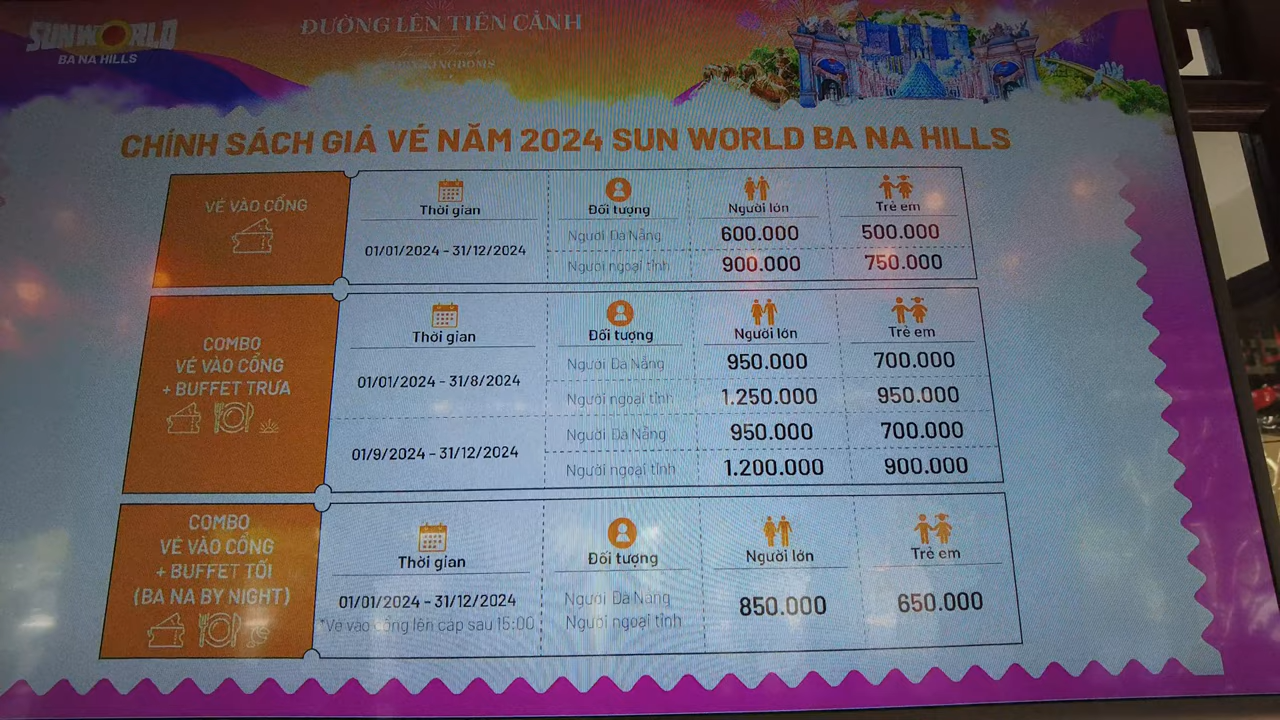 SUN WORLD
BA NA HILLS
ĐƯỜNG LÊN TIÊN CẢNH
KINGDOMS
CHÍNH SÁCH GIÁ VÉ NĂM 2024 SUN WORLD BA NA HILLS
VÉ VÀO CỔNG
Thời gian Đối tượng Người lớn Trẻ em
01/01/2024 - 31/12/2024
Người Đà Nẵng 600.000 500.000
Người ngoại tỉnh 900.000 750.000
COMBO
VÉ VÀO CỔNG
+ BUFFET TRƯA
Thời gian Đối tượng Người lớn Trẻ em
01/01/2024 - 31/8/2024
Người Đà Nẵng 950.000 700.000
Người ngoại tỉnh 1.250.000 950.000
01/9/2024 - 31/12/2024
Người Đà Nẵng 950.000 700.000
Người ngoại tỉnh 1.200.000 900.000
COMBO
VÉ VÀO CỔNG
+ BUFFET TỐI
(BA NA BY NIGHT)
Thời gian Đối tượng Người lớn Trẻ em
01/01/2024 - 31/12/2024
*Vé vào cổng lên cáp sau 15:00
Người Đà Nẵng
Người ngoại tỉnh
850.000 650.000